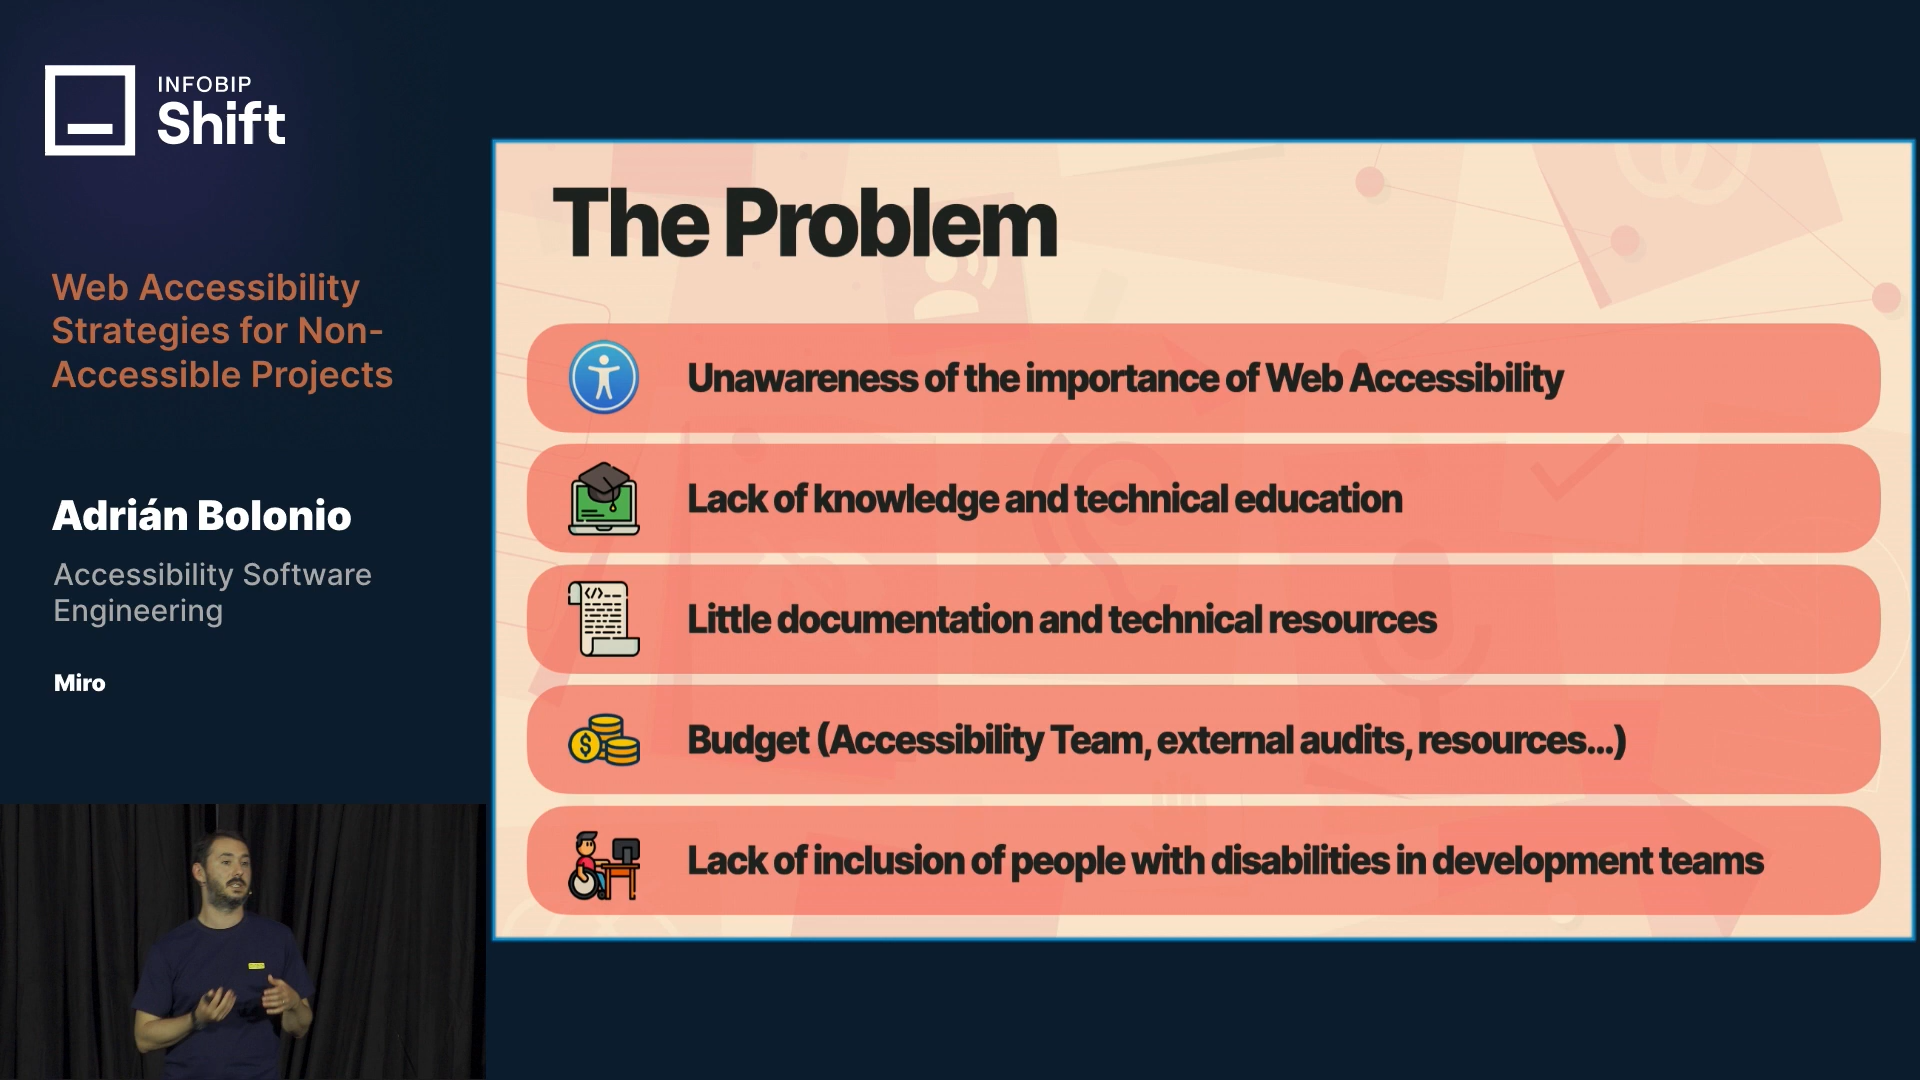 INFOBIP
Shift
Web Accessibility
Strategies for Non-
Accessible Projects
Adrián Bolonio
Accessibility Software
Engineering
Miro
The Problem
Unawareness of the importance of Web Accessibility
Lack of knowledge and technical education
Little documentation and technical resources
Budget (Accessibility Team, external audits, resources...)
Lack of inclusion of people with disabilities in development teams